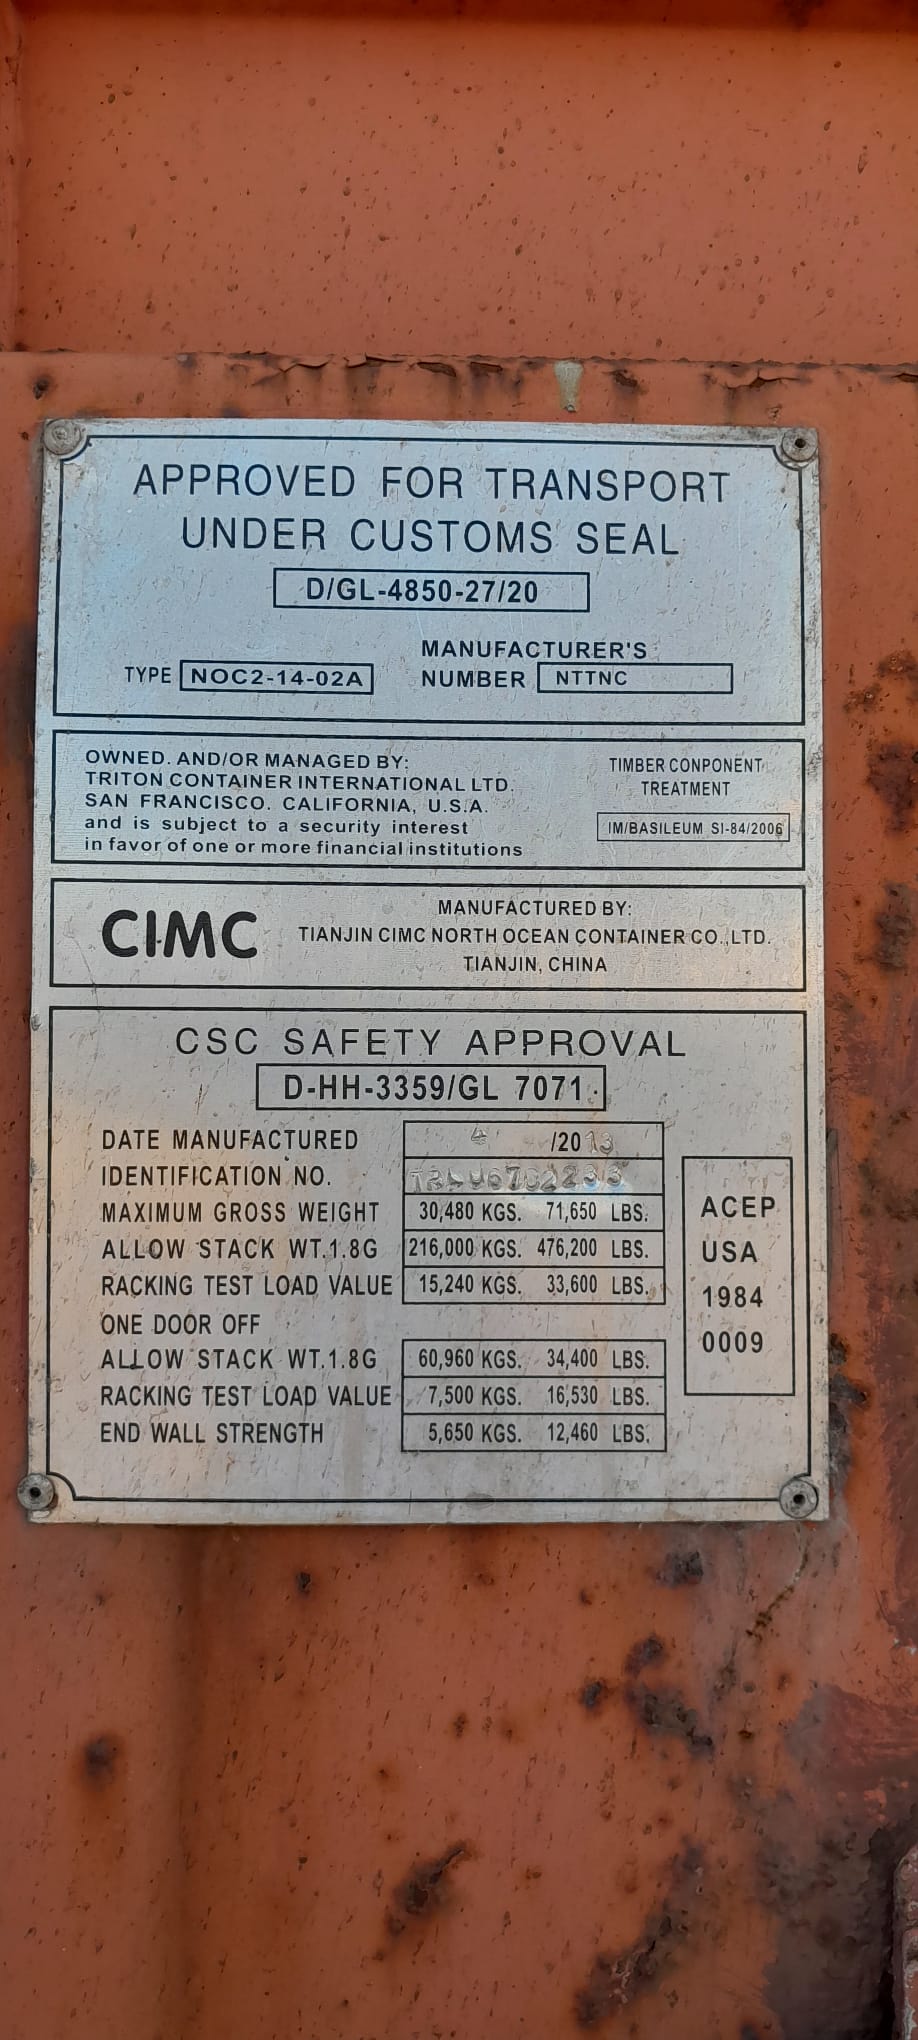 APPROVED FOR TRANSPORT
UNDER CUSTOMS SEAL
D/GL-4850-27/20
TYPE NOC2-14-02A
MANUFACTURER'S
NUMBER NTTNC
OWNED. AND/OR MANAGED BY:
TRITON CONTAINER INTERNATIONAL LTD.
SAN FRANCISCO. CALIFORNIA, U.S.A.
and is subject to a security interest
in favor of one or more financial institutions
TIMBER CONPONENT
TREATMENT
IM/BASILEUM SI-84/2006
CIMC
MANUFACTURED BY:
TIANJIN CIMC NORTH OCEAN CONTAINER CO.,LTD.
TIANJIN, CHINA
CSC SAFETY APPROVAL
D-HH-3359/GL 7071
DATE MANUFACTURED 4 /2013
IDENTIFICATION NO.
MAXIMUM GROSS WEIGHT 30,480 KGS. 71,650 LBS.
ALLOW STACK WT.1.8G 216,000 KGS. 476,200 LBS.
RACKING TEST LOAD VALUE 15,240 KGS. 33,600 LBS.
ONE DOOR OFF
ALLOW STACK WT.1.8G 60,960 KGS. 34,400 LBS.
RACKING TEST LOAD VALUE 7,500 KGS. 16,530 LBS.
END WALL STRENGTH 5,650 KGS. 12,460 LBS.
ACEP
USA
1984
0009